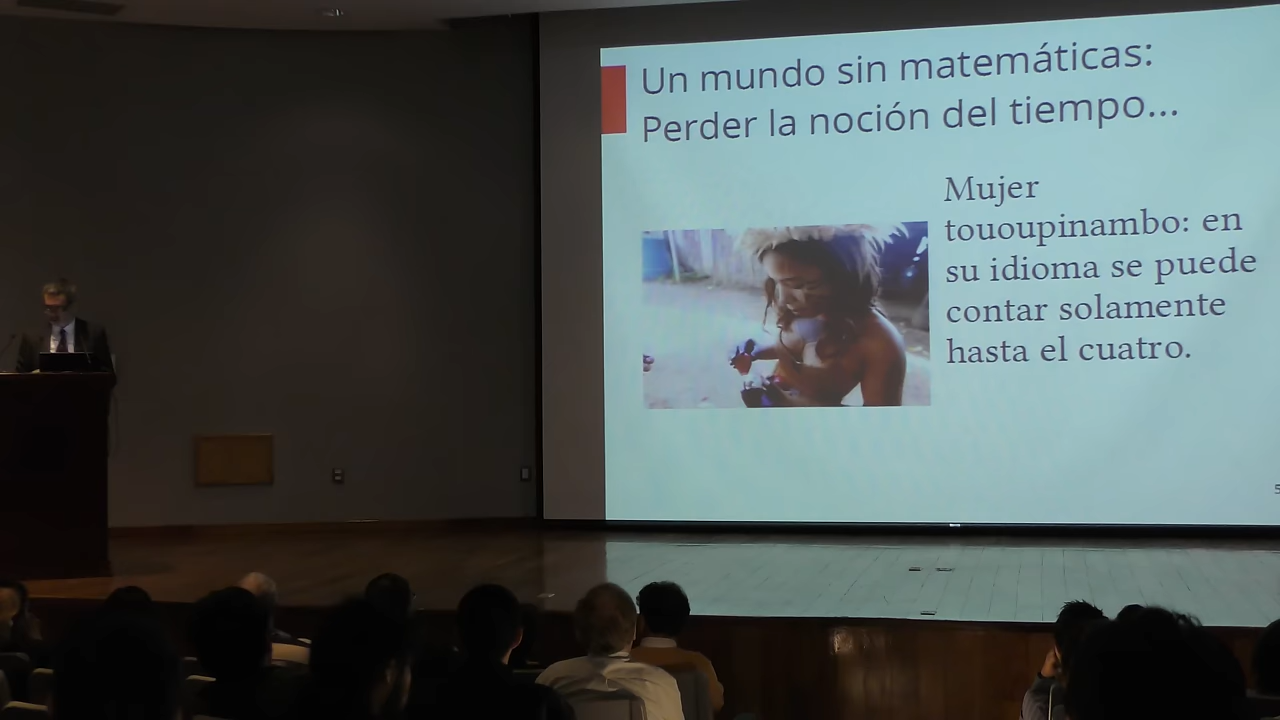 Un mundo sin matemáticas:
Perder la noción del tiempo...
Mujer
tououpinambo: en
su idioma se puede
contar solamente
hasta el cuatro.